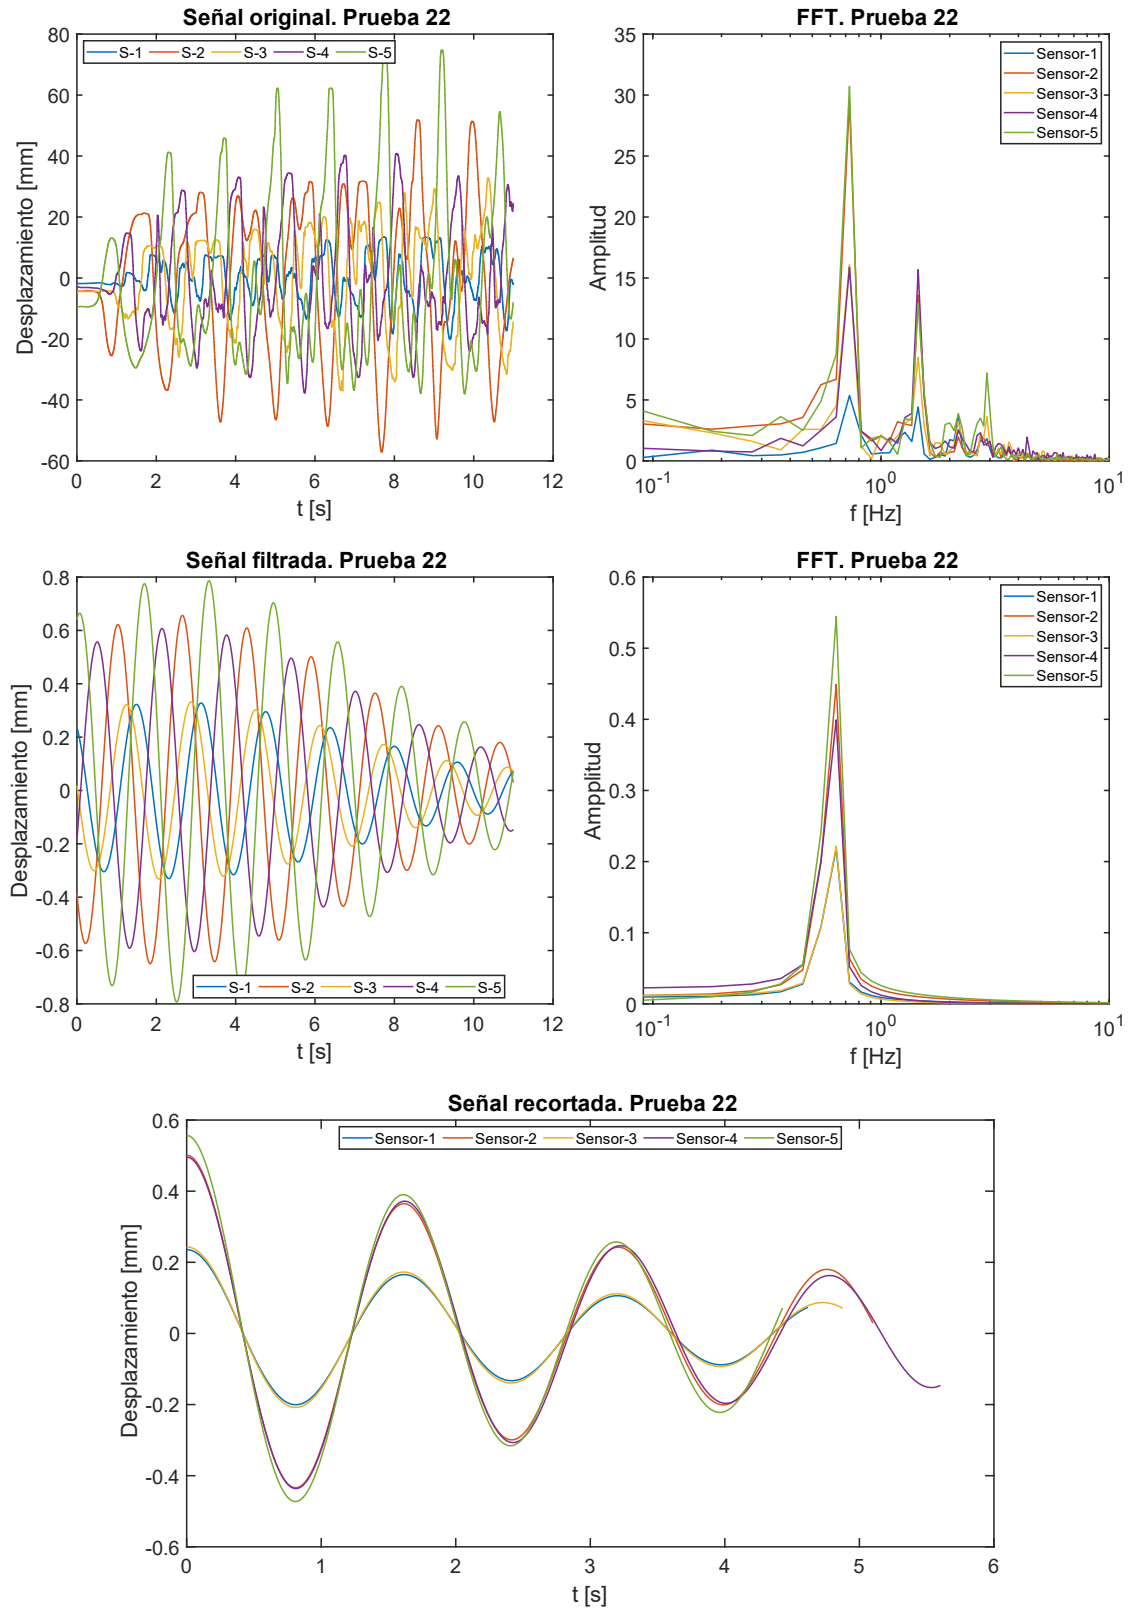 Señal original. Prueba 22
S-1 S-2 S-3 S-4 S-5
80
60
40
20
0
-20
-40
-60
0 2 4 6 8 10 12
Desplazamiento [mm]
t [s]
FFT. Prueba 22
Sensor-1
Sensor-2
Sensor-3
Sensor-4
Sensor-5
35
30
25
20
15
10
5
0
10^-1 10^0 10^1
Amplitud
f [Hz]
Señal filtrada. Prueba 22
0.8
0.6
0.4
0.2
0
-0.2
-0.4
-0.6
-0.8
S-1 S-2 S-3 S-4 S-5
0 2 4 6 8 10 12
Desplazamiento [mm]
t [s]
FFT. Prueba 22
Sensor-1
Sensor-2
Sensor-3
Sensor-4
Sensor-5
0.6
0.5
0.4
0.3
0.2
0.1
0
10^-1 10^0 10^1
Ampplitud
f [Hz]
Señal recortada. Prueba 22
Sensor-1 Sensor-2 Sensor-3 Sensor-4 Sensor-5
0.6
0.4
0.2
0
-0.2
-0.4
-0.6
0 1 2 3 4 5 6
Desplazamiento [mm]
t [s]